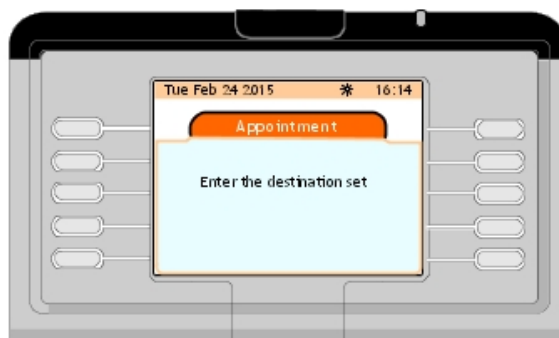 Tue Feb 24 2015 ☀ 16:14
Appointment
Enter the destination set